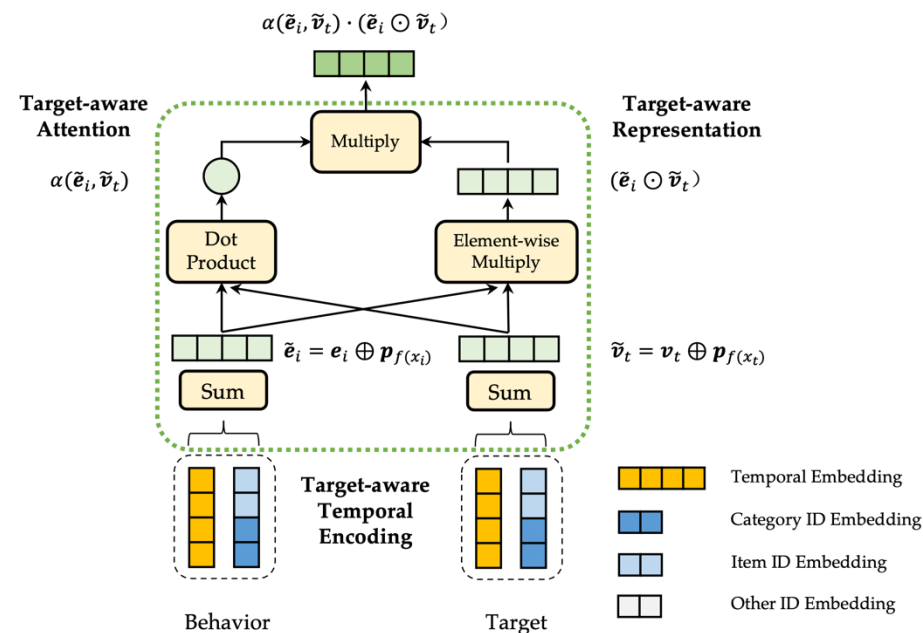 α(ẽ_i, ṽ_t) · (ẽ_i ⊙ ṽ_t)
Target-aware
Attention
Target-aware
Representation
Multiply
α(ẽ_i, ṽ_t)
(ẽ_i ⊙ ṽ_t)
Dot
Product
Element-wise
Multiply
ẽ_i = e_i ⊕ p_{f(x_i)}
ṽ_t = v_t ⊕ p_{f(x_t)}
Sum
Sum
Target-aware
Temporal
Encoding
Behavior
Target
Temporal Embedding
Category ID Embedding
Item ID Embedding
Other ID Embedding